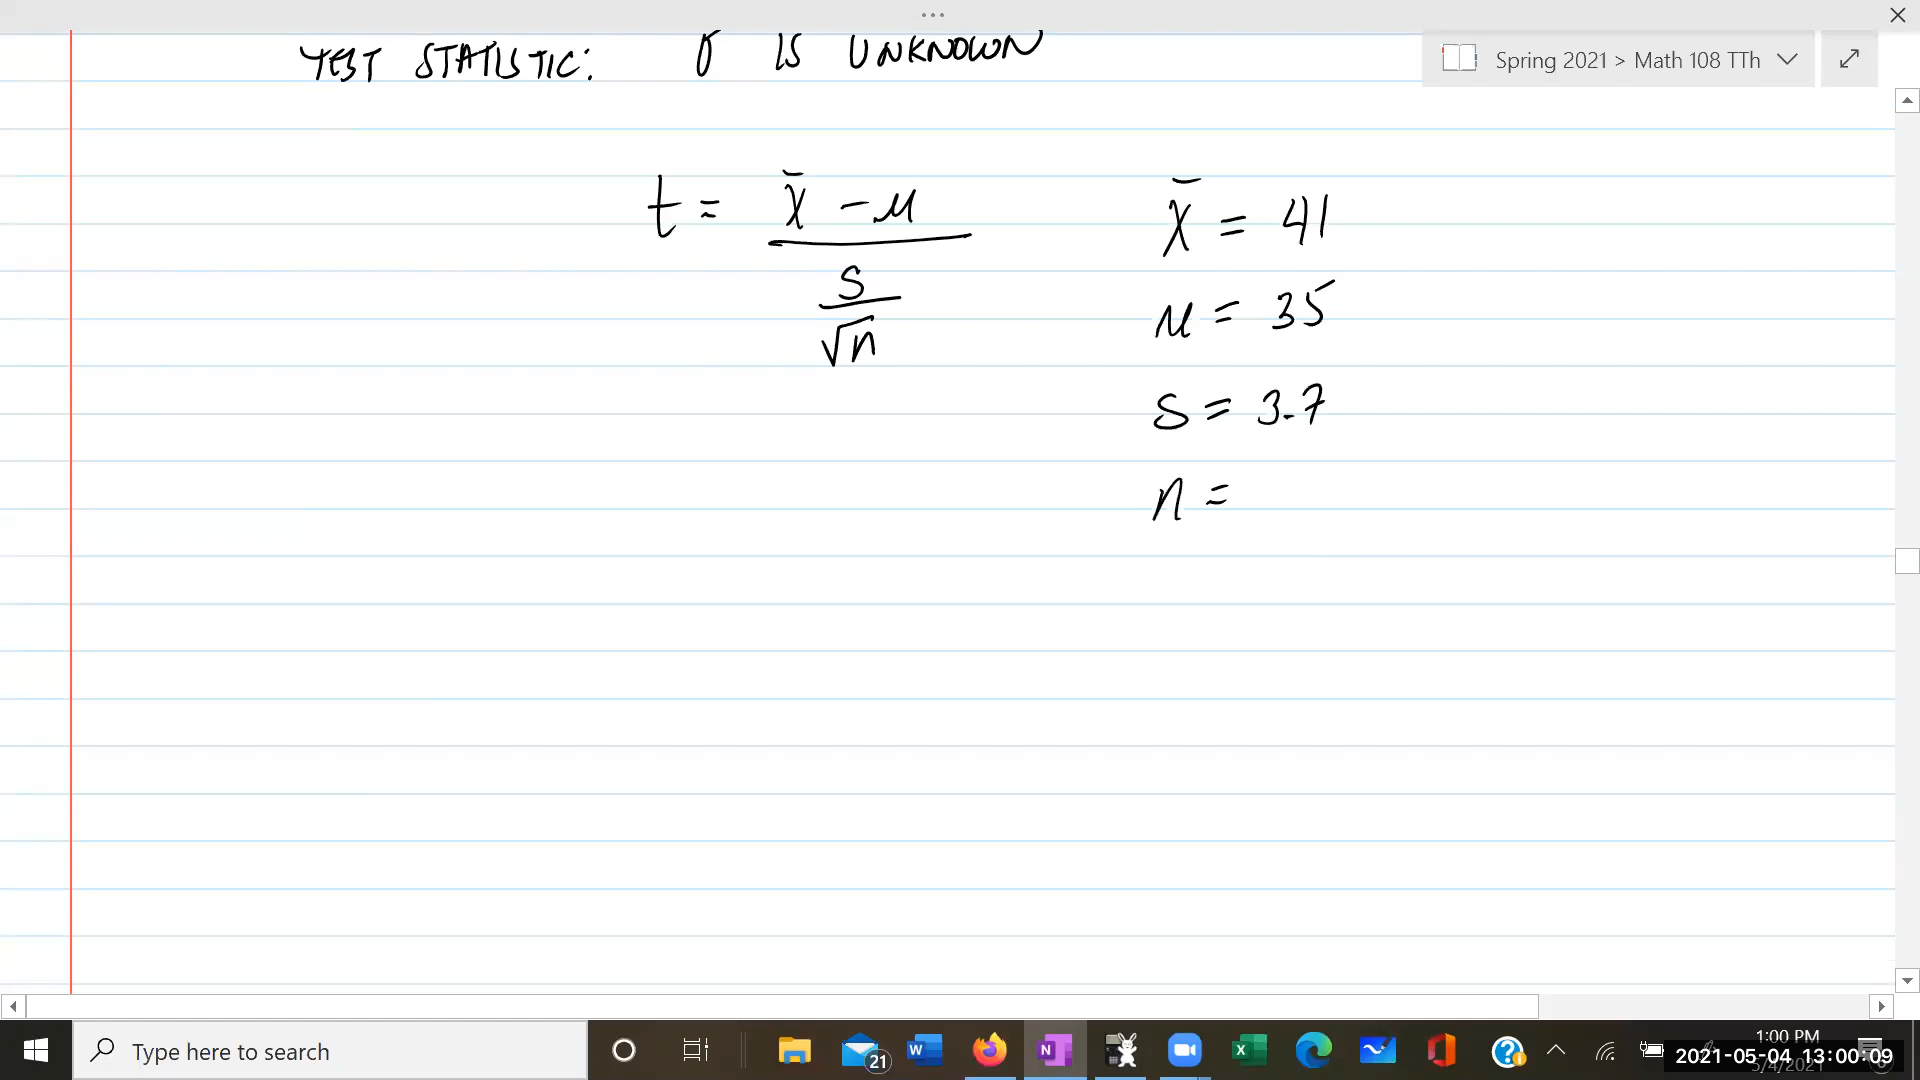 TEST STATISTIC: σ IS UNKNOWN
Spring 2021 > Math 108 TTh
t = x̄ - μ
s
√n
x̄ = 41
μ = 35
s = 3.7
n =
Type here to search
21
1:00 PM
2021-05-04 13:00:09